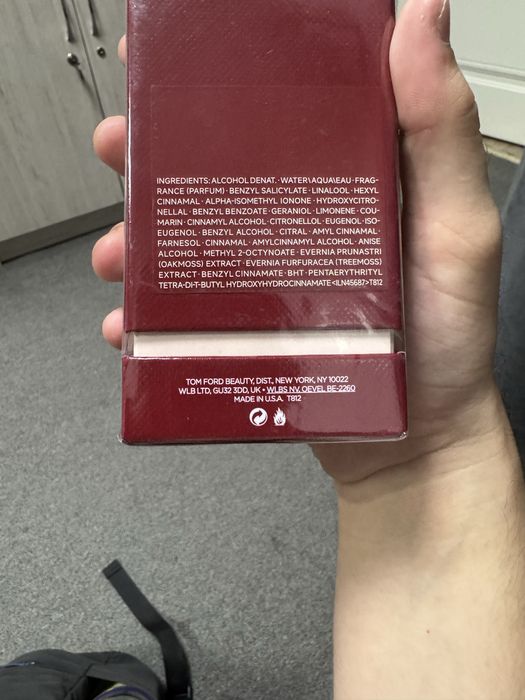 INGREDIENTS: ALCOHOL DENAT. · WATER\AQUA\EAU · FRAG-
RANCE (PARFUM) · BENZYL SALICYLATE · LINALOOL · HEXYL
CINNAMAL · ALPHA-ISOMETHYL IONONE · HYDROXYCITRO-
NELLAL · BENZYL BENZOATE · GERANIOL · LIMONENE · COU-
MARIN · CINNAMYL ALCOHOL · CITRONELLOL · EUGENOL · ISO-
EUGENOL · BENZYL ALCOHOL · CITRAL · AMYL CINNAMAL ·
FARNESOL · CINNAMAL · AMYLCINNAMYL ALCOHOL · ANISE
ALCOHOL · METHYL 2-OCTYNOATE · EVERNIA PRUNASTRI
(OAKMOSS) EXTRACT · EVERNIA FURFURACEA (TREEMOSS)
EXTRACT · BENZYL CINNAMATE · BHT · PENTAERYTHRITYL
TETRA-DI-T-BUTYL HYDROXYHYDROCINNAMATE <ILN45687> T812
TOM FORD BEAUTY, DIST., NEW YORK, NY 10022
WLB LTD, GU32 3DD, UK • WLBS NV. OEVEL BE-2260
MADE IN U.S.A. T812